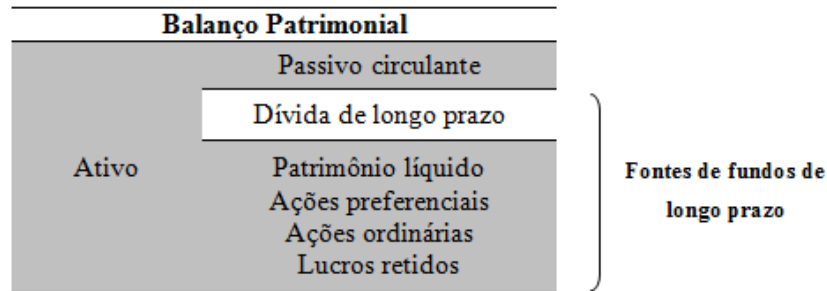 Balanço Patrimonial
Passivo circulante
Dívida de longo prazo
Ativo
Patrimônio líquido
Ações preferenciais
Ações ordinárias
Lucros retidos
Fontes de fundos de
longo prazo